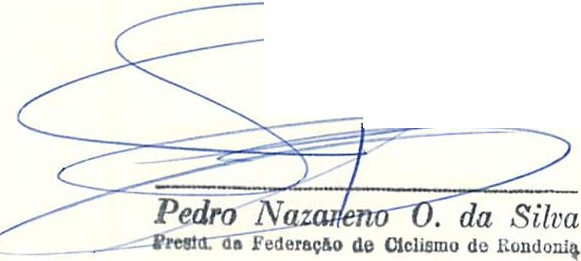 Pedro Nazareno O. da Silva
Presid. da Federação de Ciclismo de Rondonia